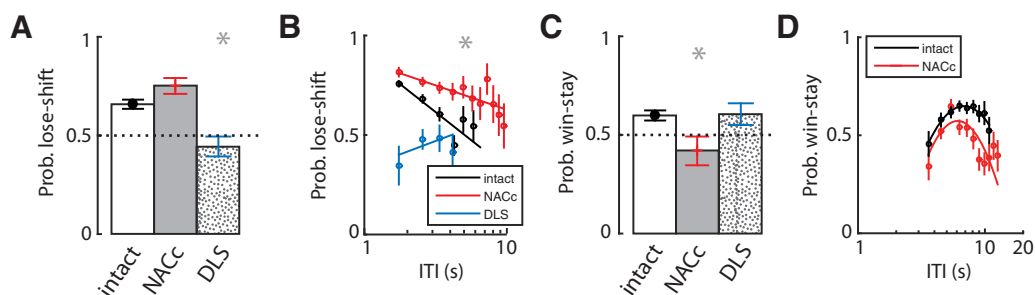 A
Prob. lose-shift
1
0.5
0
*
intact
NACc
DLS
B
Prob. lose-shift
1
0.5
0
*
intact
NACc
DLS
1
10
ITI (s)
C
Prob. win-stay
1
0.5
0
*
intact
NACc
DLS
D
Prob. win-stay
1
0.5
0
intact
NACc
1
10
20
ITI (s)